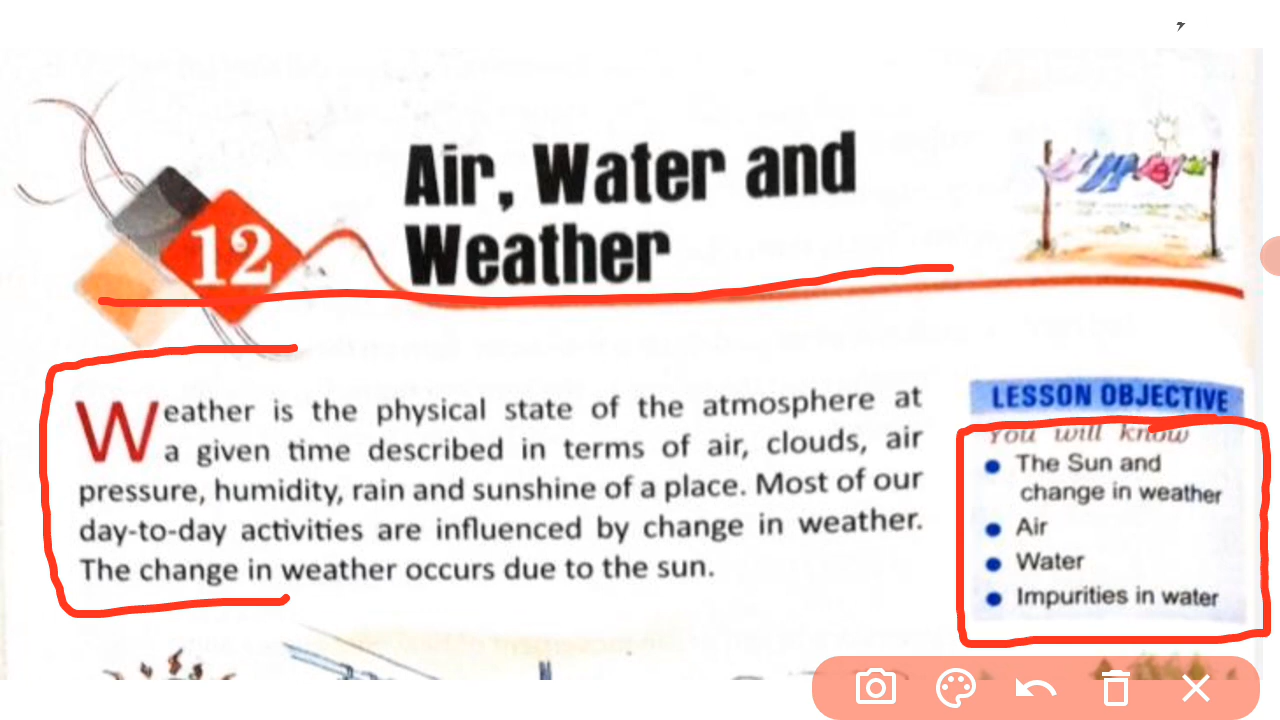 12
Air, Water and
Weather
Weather is the physical state of the atmosphere at
a given time described in terms of air, clouds, air
pressure, humidity, rain and sunshine of a place. Most of our
day-to-day activities are influenced by change in weather.
The change in weather occurs due to the sun.
LESSON OBJECTIVE
You will know
The Sun and
change in weather
Air
Water
Impurities in water